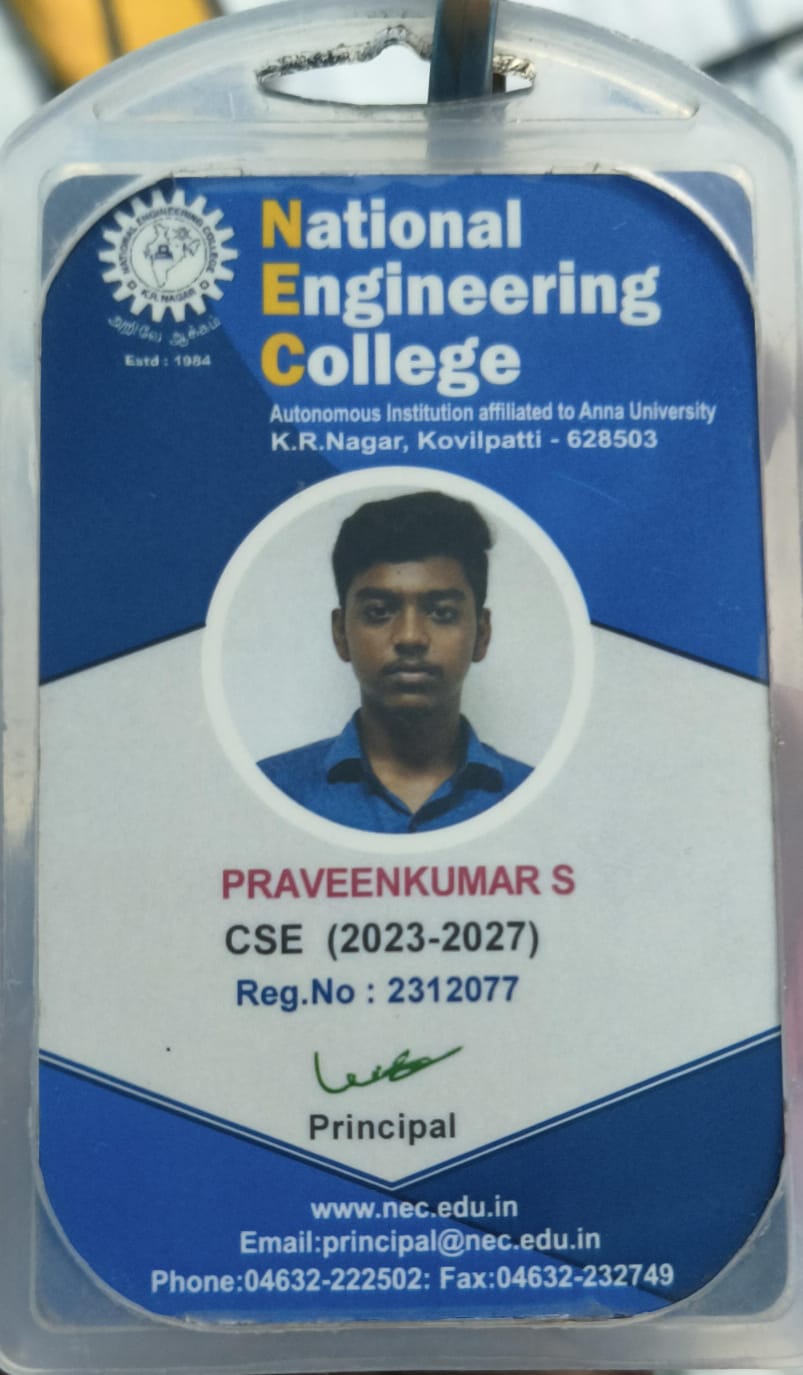 National
Engineering
College
Autonomous Institution affiliated to Anna University
K.R.Nagar, Kovilpatti - 628503
NATIONAL ENGINEERING COLLEGE
K.R. NAGAR
அறிவே ஆக்கம்
Estd : 1984
PRAVEENKUMAR S
CSE (2023-2027)
Reg.No : 2312077
Principal
www.nec.edu.in
Email:principal@nec.edu.in
Phone:04632-222502: Fax:04632-232749